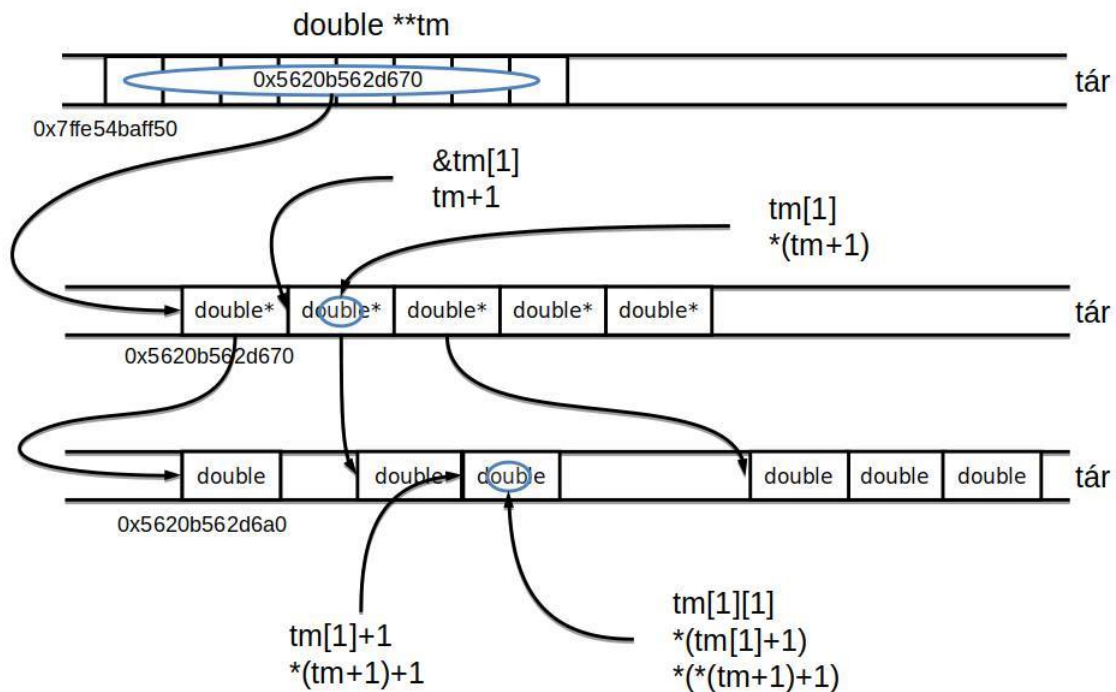 double **tm
0x5620b562d670
tár
0x7ffe54baff50
&tm[1]
tm+1
tm[1]
*(tm+1)
double* double* double* double* double*
tár
0x5620b562d670
double double double double double double
tár
0x5620b562d6a0
tm[1]+1
*(tm+1)+1
tm[1][1]
*(tm[1]+1)
*(*(tm+1)+1)